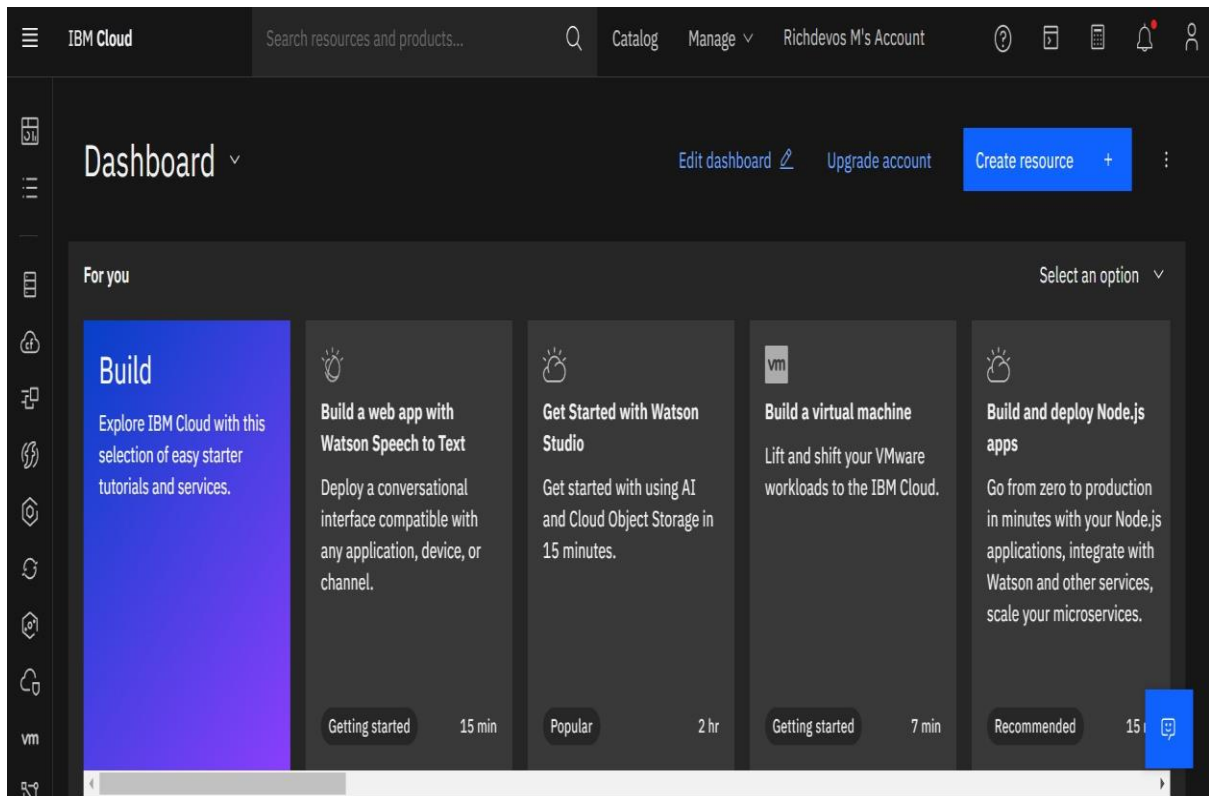 IBM Cloud
Search resources and products...
Catalog
Manage
Richdevos M's Account
Dashboard
Edit dashboard
Upgrade account
Create resource +
For you
Select an option
Build
Explore IBM Cloud with this
selection of easy starter
tutorials and services.
Build a web app with
Watson Speech to Text
Deploy a conversational
interface compatible with
any application, device, or
channel.
Getting started
15 min
Get Started with Watson
Studio
Get started with using AI
and Cloud Object Storage in
15 minutes.
Popular
2 hr
vm
Build a virtual machine
Lift and shift your VMware
workloads to the IBM Cloud.
Getting started
7 min
Build and deploy Node.js
apps
Go from zero to production
in minutes with your Node.js
applications, integrate with
Watson and other services,
scale your microservices.
Recommended
15
cf
vm